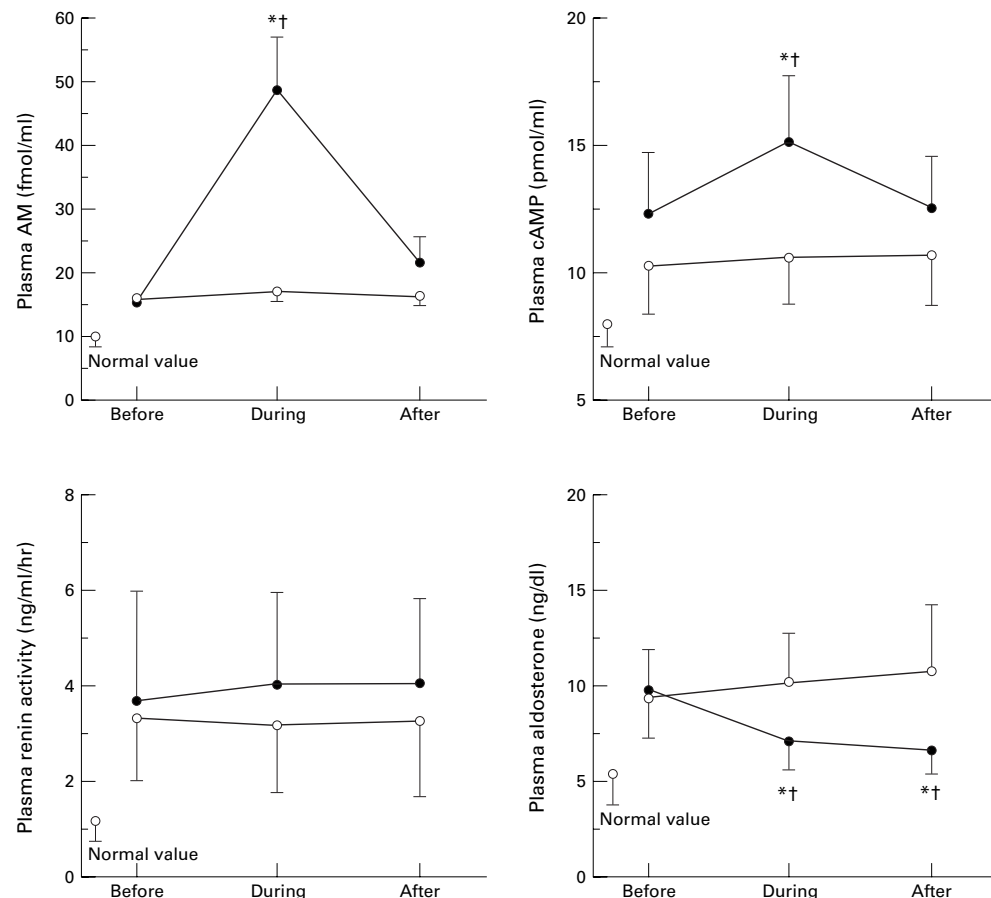 Plasma AM (fmol/ml)
60
50
40
30
20
10
0
*†
Normal value
Before During After
Plasma cAMP (pmol/ml)
20
15
10
5
*†
Normal value
Before During After
Plasma renin activity (ng/ml/hr)
8
6
4
2
0
Normal value
Before During After
Plasma aldosterone (ng/dl)
20
15
10
5
0
*† *†
Normal value
Before During After